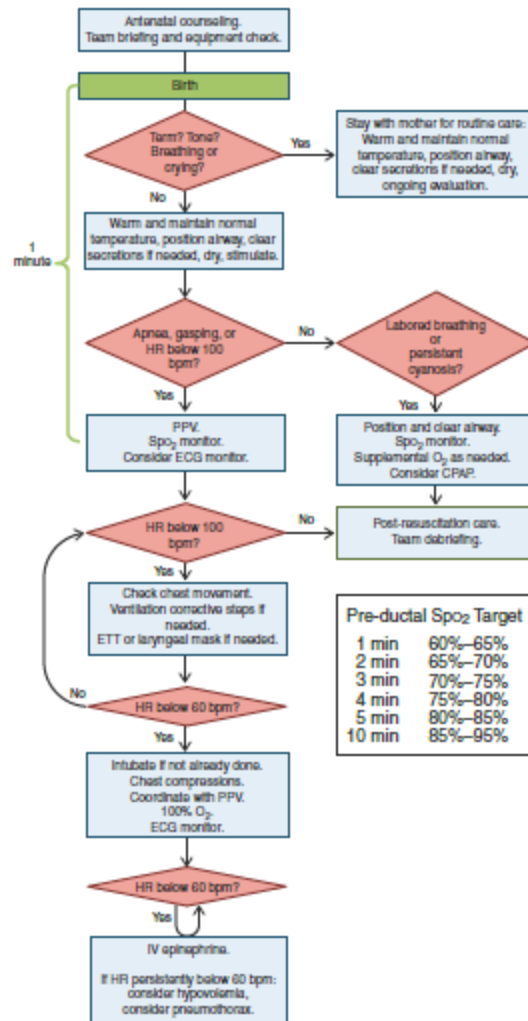 Antenatal counseling.
Team briefing and equipment check.
Birth
Term? Tone?
Breathing or
crying?
Yes
Stay with mother for routine care:
Warm and maintain normal
temperature, position airway,
clear secretions if needed, dry,
ongoing evaluation.
No
1
minute
Warm and maintain normal
temperature, position airway, clear
secretions if needed, dry, stimulate.
Apnea, gasping, or
HR below 100
bpm?
No
Labored breathing
or
persistent
cyanosis?
Yes
Yes
PPV.
Spo₂ monitor.
Consider ECG monitor.
Position and clear airway.
Spo₂ monitor.
Supplemental O₂ as needed.
Consider CPAP.
HR below 100
bpm?
No
Post-resuscitation care.
Team debriefing.
Yes
Check chest movement.
Ventilation corrective steps if
needed.
ETT or laryngeal mask if needed.
Pre-ductal Spo₂ Target
1 min 60%–65%
2 min 65%–70%
3 min 70%–75%
4 min 75%–80%
5 min 80%–85%
10 min 85%–95%
No
HR below 60 bpm?
Yes
Intubate if not already done.
Chest compressions.
Coordinate with PPV.
100% O₂.
ECG monitor.
HR below 60 bpm?
Yes
IV epinephrine.
If HR persistently below 60 bpm:
consider hypovolemia,
consider pneumothorax.